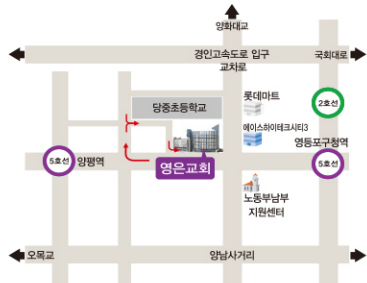 양화대교
경인고속도로 입구
교차로
국회대로
롯데마트
당중초등학교
2호선
에이스하이테크시티3
영등포구청역
5호선
양평역
영은교회
5호선
노동부남부
지원센터
오목교
양남사거리